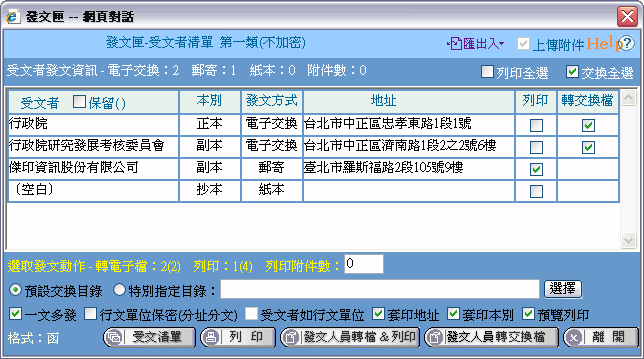 發文匣 -- 網頁對話
發文匣-受文者清單 第一類(不加密) 匯出入 上傳附件 Help ?
受文者發文資訊 - 電子交換：2 郵寄：1 紙本：0 附件數：0 列印全選 交換全選
受文者 保留() 本別 發文方式 地址 列印 轉交換檔
行政院 正本 電子交換 台北市中正區忠孝東路1段1號
行政院研究發展考核委員會 副本 電子交換 台北市中正區濟南路1段2之2號6樓
傑印資訊股份有限公司 副本 郵寄 臺北市羅斯福路2段105號9樓
〔空白〕 抄本 紙本
選取發文動作 - 轉電子檔：2(2) 列印：1(4) 列印附件數： 0
預設交換目錄 特別指定目錄： 選擇
一文多發 行文單位保密(分址分文) 受文者如行文單位 套印地址 套印本別 預覽列印
格式：函 受文清單 列 印 發文人員轉檔 & 列印 發文人員轉交換檔 離 開